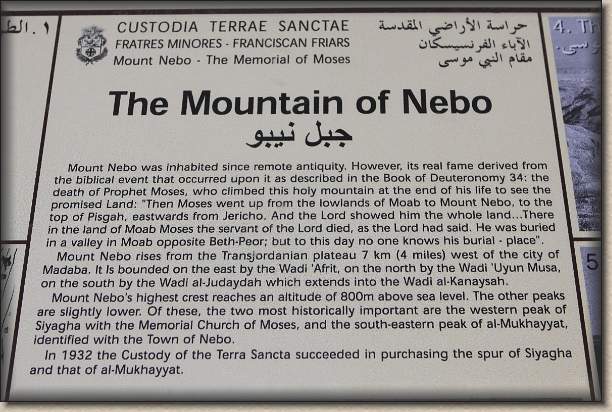 CUSTODIA TERRAE SANCTAE
FRATRES MINORES - FRANCISCAN FRIARS
Mount Nebo - The Memorial of Moses
حراسة الأراضي المقدسة
الآباء الفرنسيسكان
مقام النبي موسى
The Mountain of Nebo
جبل نيبو
Mount Nebo was inhabited since remote antiquity. However, its real fame derived from
the biblical event that occurred upon it as described in the Book of Deuteronomy 34: the
death of Prophet Moses, who climbed this holy mountain at the end of his life to see the
promised Land: "Then Moses went up from the lowlands of Moab to Mount Nebo, to the
top of Pisgah, eastwards from Jericho. And the Lord showed him the whole land...There
in the land of Moab Moses the servant of the Lord died, as the Lord had said. He was buried
in a valley in Moab opposite Beth-Peor; but to this day no one knows his burial - place".
Mount Nebo rises from the Transjordanian plateau 7 km (4 miles) west of the city of
Madaba. It Is bounded on the east by the Wadi 'Afrit, on the north by the Wadi 'Uyun Musa,
on the south by the Wadi al-Judaydah which extends into the Wadi al-Kanaysah.
Mount Nebo's highest crest reaches an altitude of 800m above sea level. The other peaks
are slightly lower. Of these, the two most historically important are the western peak of
Siyagha with the Memorial Church of Moses, and the south-eastern peak of al-Mukhayyat,
identified with the Town of Nebo.
In 1932 the Custody of the Terra Sancta succeeded in purchasing the spur of Siyagha
and that of al-Mukhayyat.
4. Th
موسى.
5